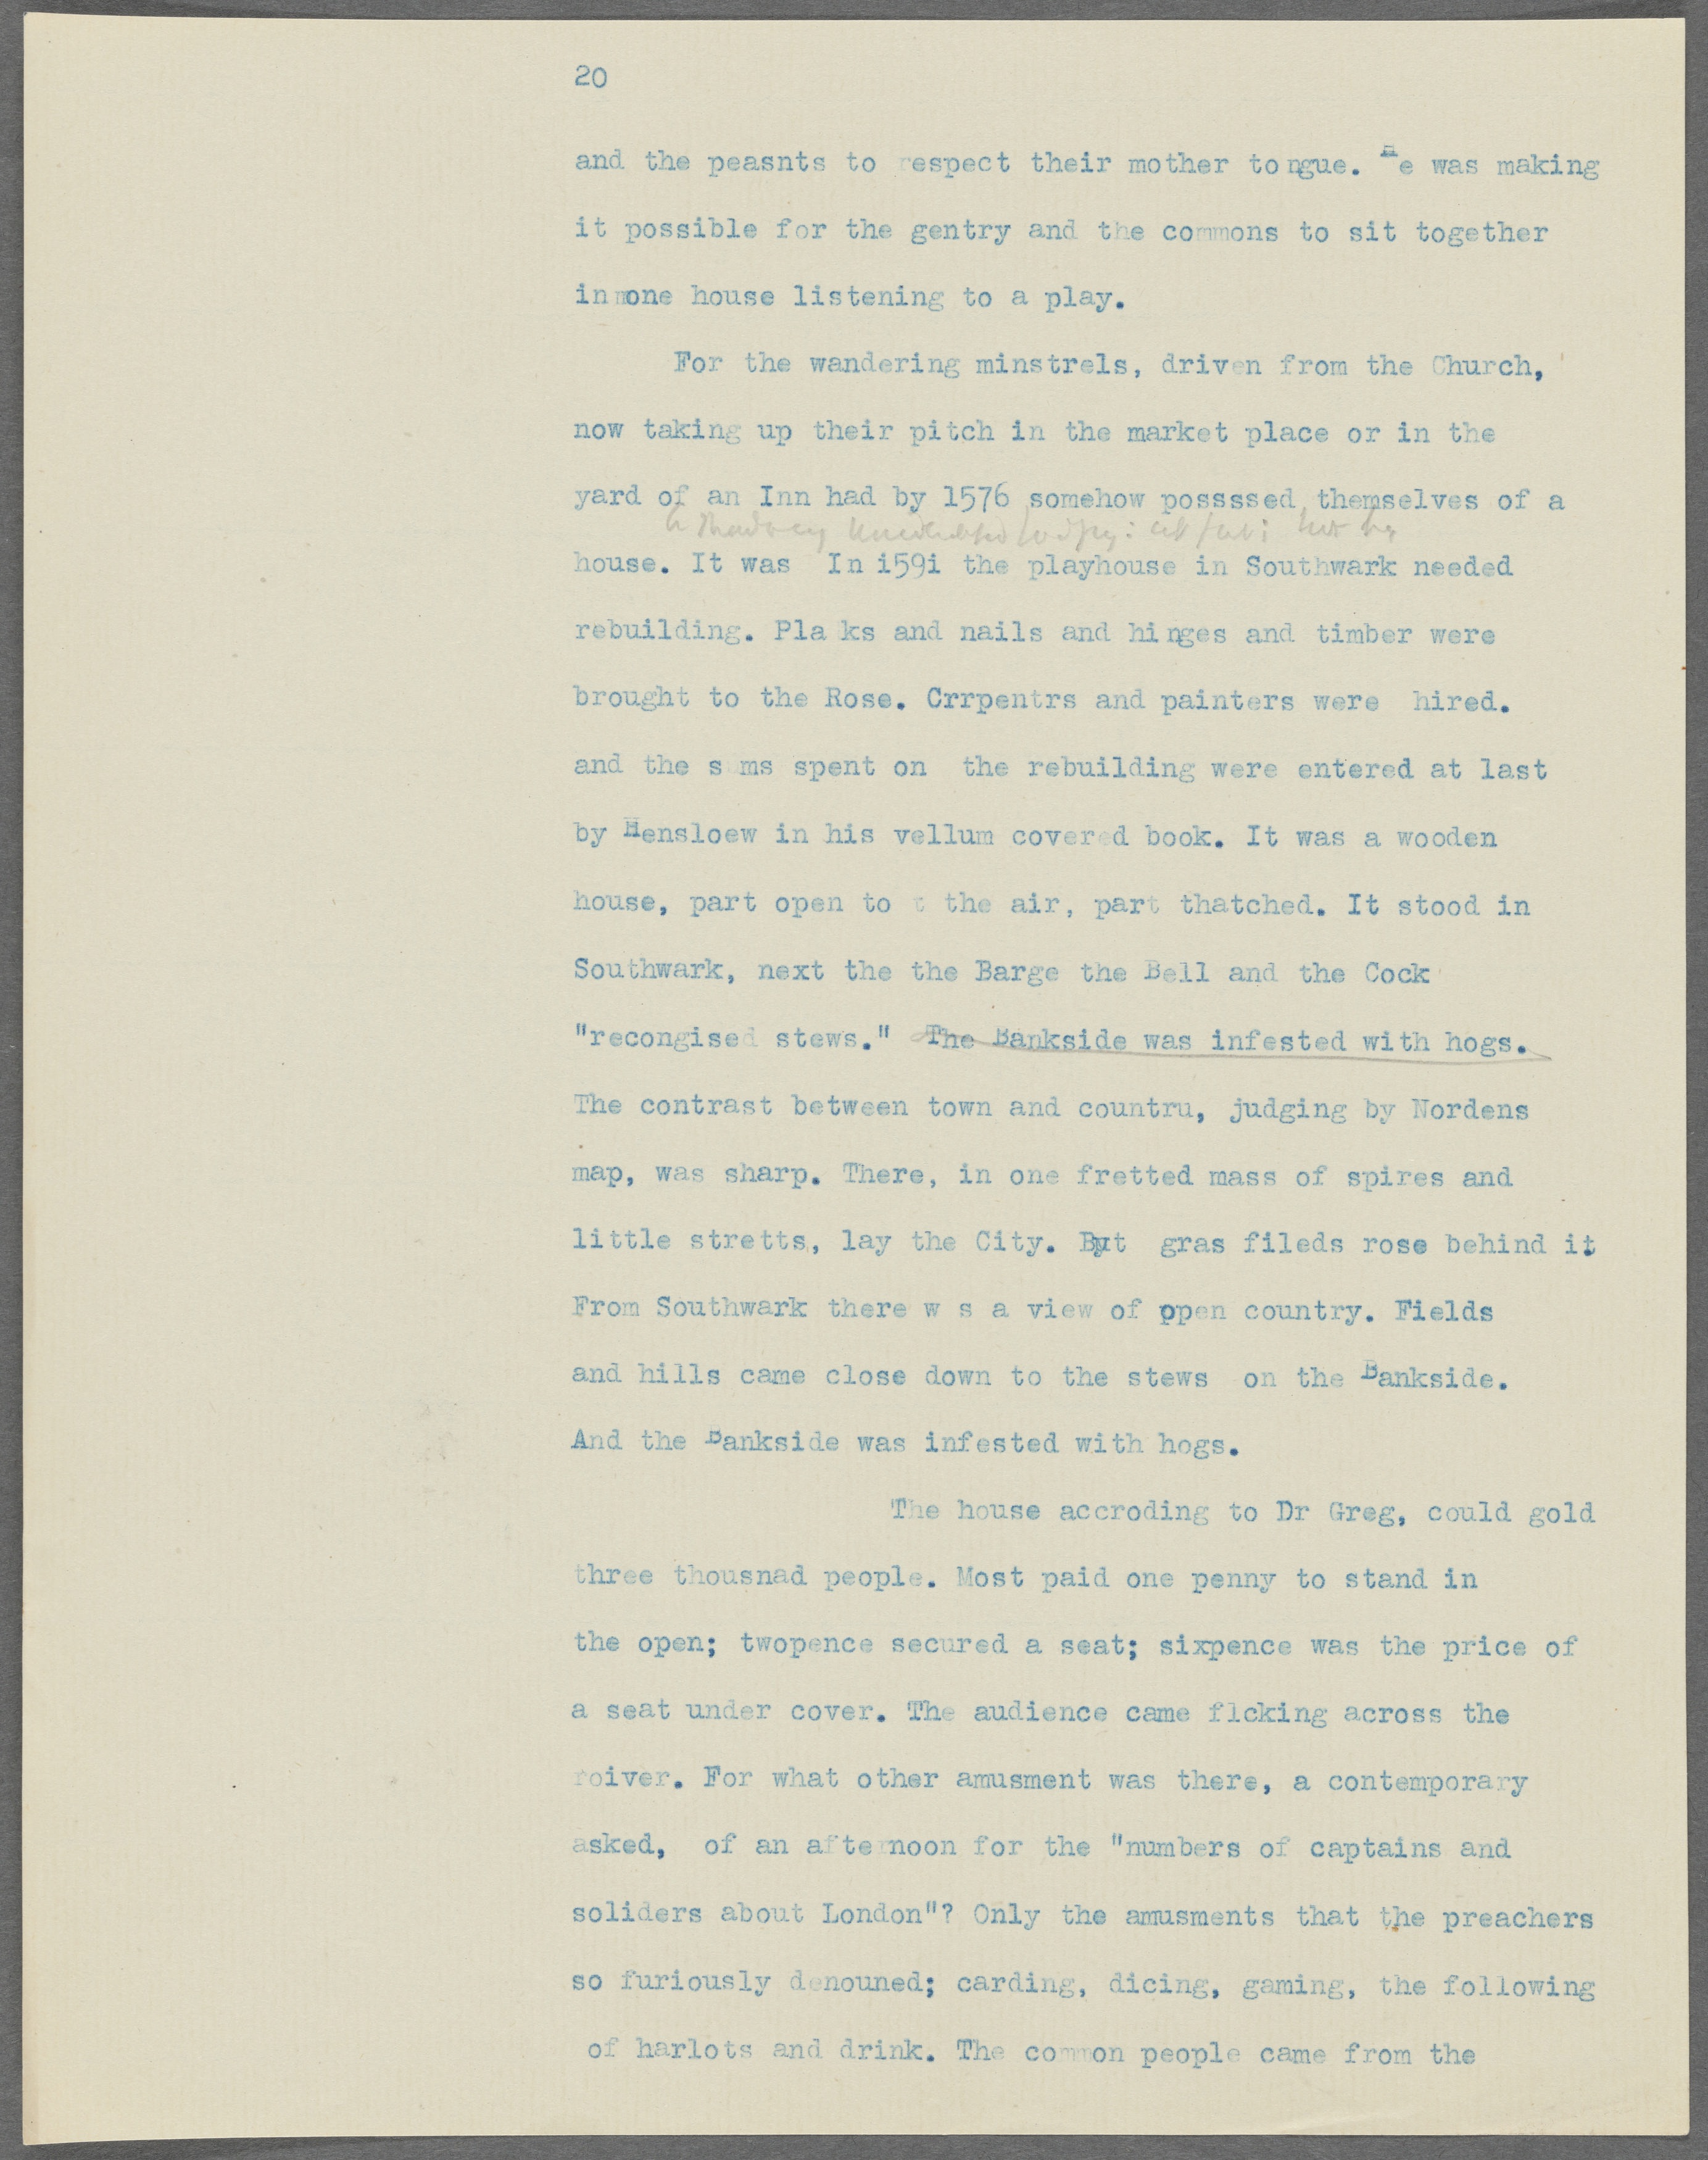 20
and the peasnts to respect their mother tongue. He was making
it possible for the gentry and the commons to sit together
in one house listening to a play.
For the wandering minstrels, driven from the Church,
now taking up their pitch in the market place or in the
yard of an Inn had by 1576 somehow possssed themselves of a
house. It was In i59i the playhouse in Southwark needed
rebuilding. Pla ks and nails and hinges and timber were
brought to the Rose. Crrpentrs and painters were hired.
and the sums spent on the rebuilding were entered at last
by Hensloew in his vellum covered book. It was a wooden
house, part open to t the air, part thatched. It stood in
Southwark, next the the Barge the Bell and the Cock
"recongised stews." The Bankside was infested with hogs.
The contrast between town and countru, judging by Nordens
map, was sharp. There, in one fretted mass of spires and
little stretts, lay the City. But gras fileds rose behind it.
From Southwark there w s a view of open country. Fields
and hills came close down to the stews on the Bankside.
And the Bankside was infested with hogs.
The house accroding to Dr Greg, could gold
three thousnad people. Most paid one penny to stand in
the open; twopence secured a seat; sixpence was the price of
a seat under cover. The audience came flcking across the
roiver. For what other amusment was there, a contemporary
asked, of an afternoon for the "numbers of captains and
soliders about London"? Only the amusments that the preachers
so furiously denouned; carding, dicing, gaming, the following
of harlots and drink. The common people came from the